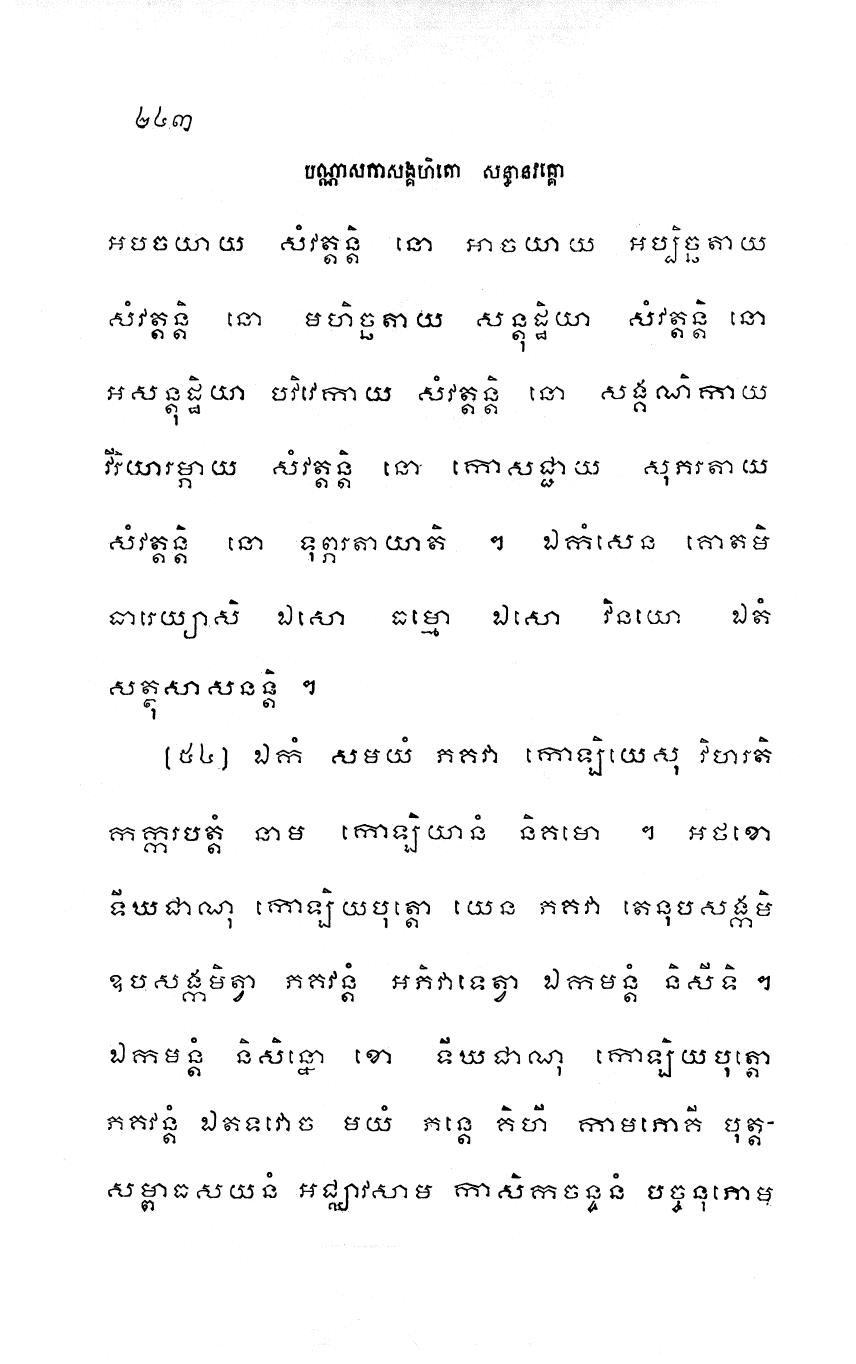 ២៤៣
បណ្ណាសកាសង្គហិតោ សន្ធានវគ្គោ
អបចយាយ សំវត្តន្តិ នោ អាចយាយ អប្បិច្ឆតាយ
សំវត្តន្តិ នោ មហិច្ឆតាយ សន្តុដ្ឋិយា សំវត្តន្តិ នោ
អសន្តុដ្ឋិយា បវិវេកាយ សំវត្តន្តិ នោ សង្គណិកាយ
វីរិយារម្ភាយ សំវត្តន្តិ នោ កោសជ្ជាយ សុភរតាយ
សំវត្តន្តិ នោ ទុព្ភរតាយាតិ ។ ឯកំសេន គោតមិ
ធារេយ្យាសិ ឯសោ ធម្មោ ឯសោ វិនយោ ឯតំ
សត្ថុសាសនន្តិ ។
(៥៤) ឯកំ សមយំ ភគវា កោឡិយេសុ វិហរតិ
កក្ករបត្តំ នាម កោឡិយានំ និគមោ ។ អថខោ
ទីឃជាណុ កោឡិយបុត្តោ យេន ភគវា តេនុបសង្កមិ
ឧបសង្កមិត្វា ភគវន្តំ អភិវាទេត្វា ឯកមន្តំ និសីទិ ។
ឯកមន្តំ និសិន្នោ ខោ ទីឃជាណុ កោឡិយបុត្តោ
ភគវន្តំ ឯតទវោច មយំ ភន្តេ គិហី កាមភោគី បុត្ត-
សម្ពាធសយនំ អជ្ឈាវសាម កាសិកចន្ទនំ បច្ចនុភោម